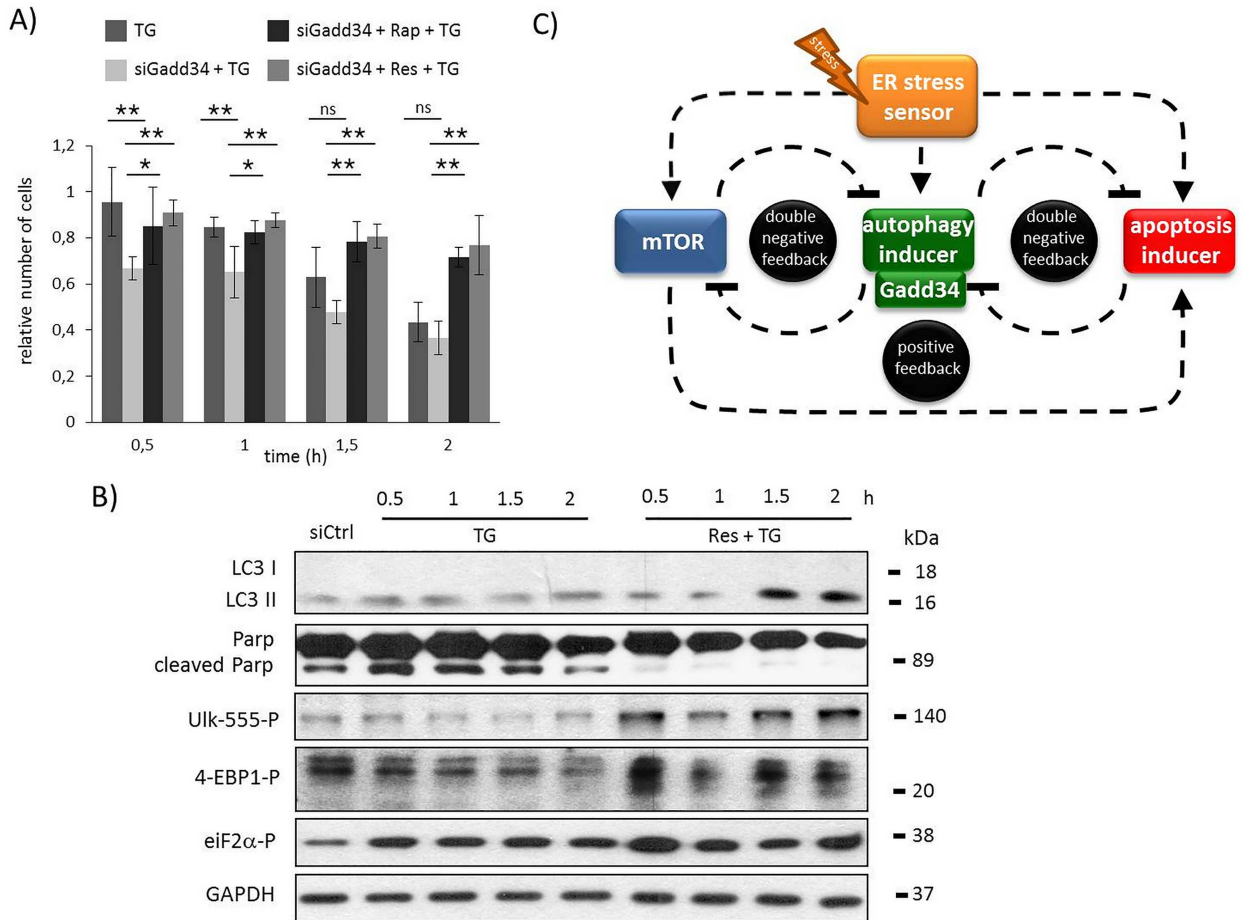 A)
TG
siGadd34 + Rap + TG
siGadd34 + TG
siGadd34 + Res + TG
** ** ns ns
** ** ** **
* * ** **
relative number of cells
1,2
1
0,8
0,6
0,4
0,2
0
0,5 1 1,5 2
time (h)
C)
stress
ER stress
sensor
mTOR
double
negative
feedback
autophagy
inducer
Gadd34
double
negative
feedback
apoptosis
inducer
positive
feedback
B)
0.5 1 1.5 2 0.5 1 1.5 2 h
siCtrl TG Res + TG kDa
LC3 I 18
LC3 II 16
Parp
cleaved Parp 89
Ulk-555-P 140
4-EBP1-P 20
eiF2α-P 38
GAPDH 37